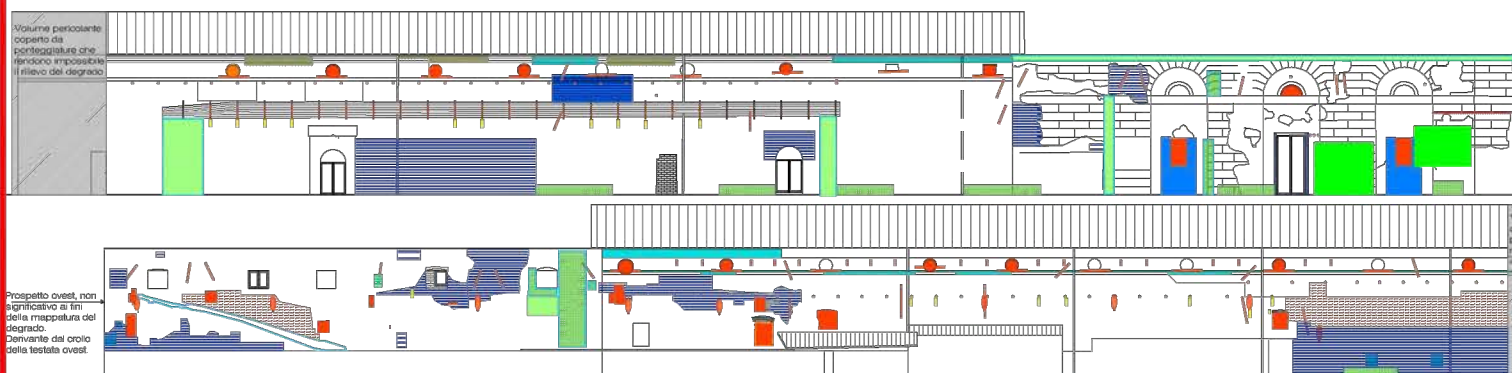 Volume pericolante
coperto da
ponteggiature che
rendono impossibile
il rilievo del degrado
Prospetto ovest, non
significativo ai fini
della mappatura del
degrado.
Derivante dal crollo
della testata ovest.